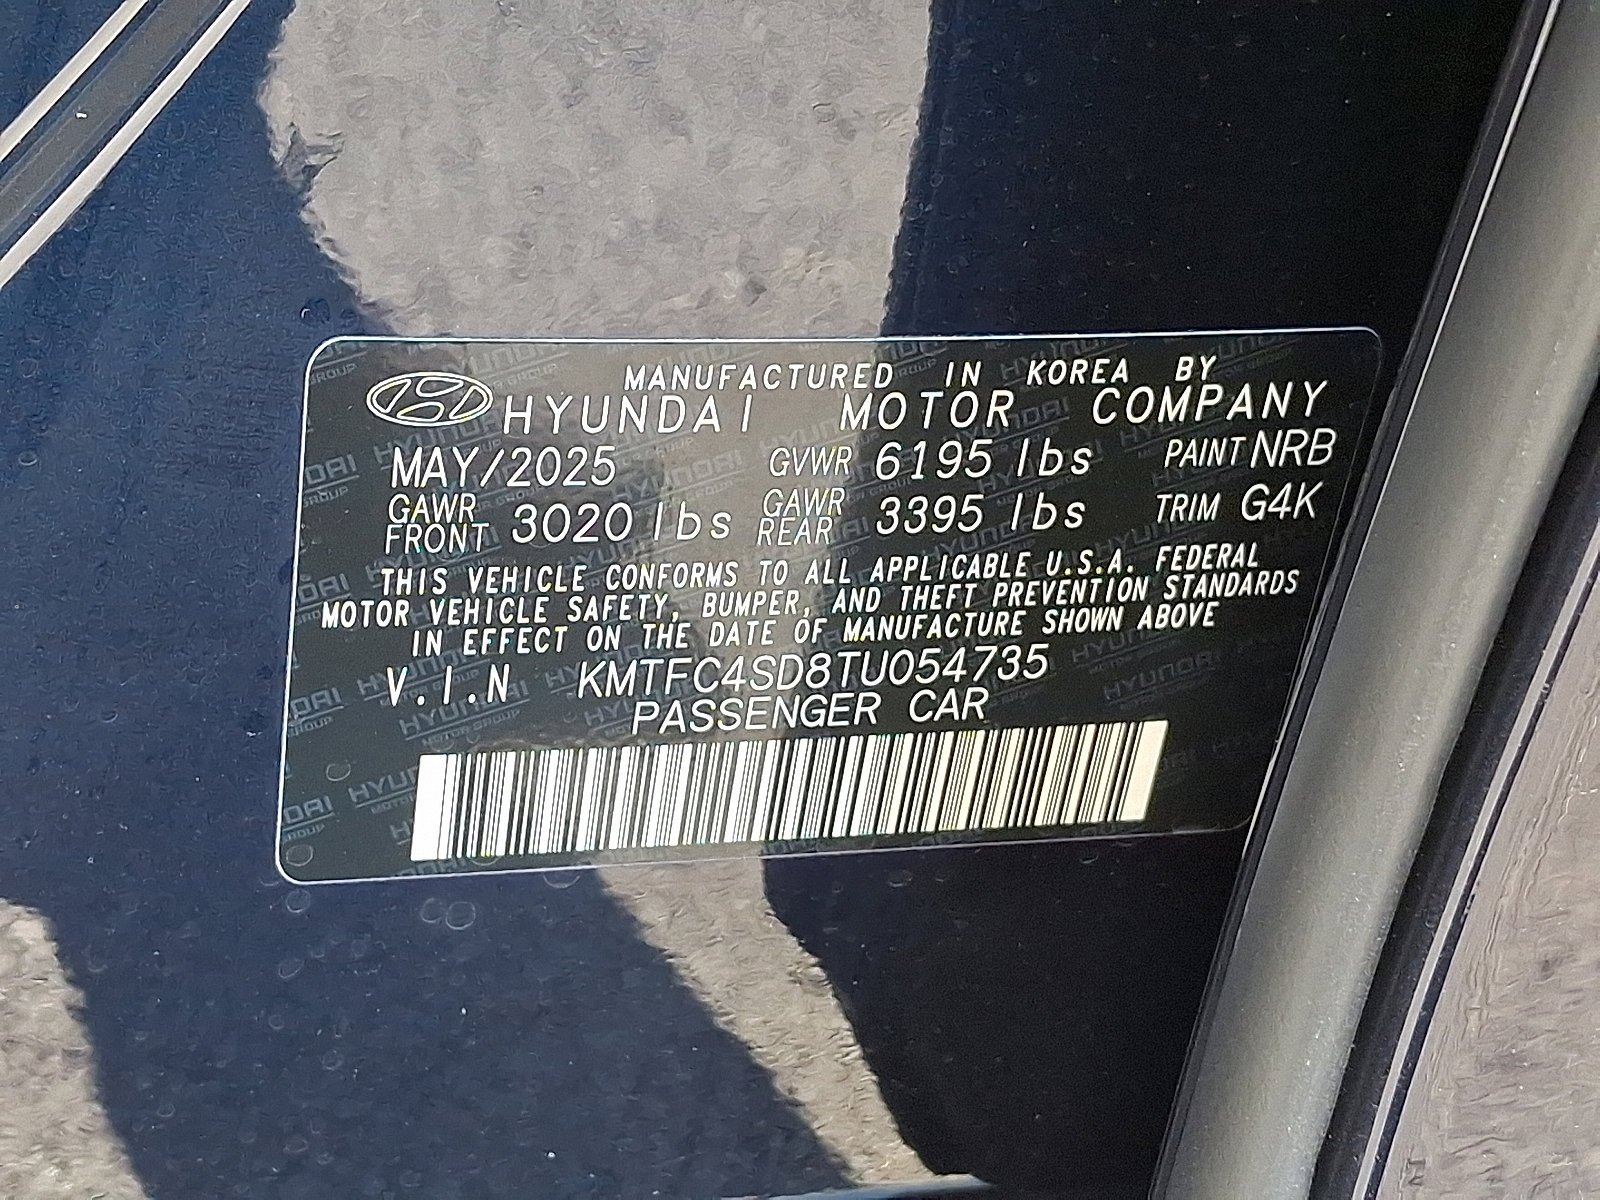 MANUFACTURED IN KOREA BY
HYUNDAI MOTOR COMPANY
MAY/2025 GVWR 6195 lbs PAINT NRB
GAWR FRONT 3020 lbs GAWR REAR 3395 lbs TRIM G4K
THIS VEHICLE CONFORMS TO ALL APPLICABLE U.S.A. FEDERAL
MOTOR VEHICLE SAFETY, BUMPER, AND THEFT PREVENTION STANDARDS
IN EFFECT ON THE DATE OF MANUFACTURE SHOWN ABOVE
V.I.N KMTFC4SD8TU054735
PASSENGER CAR